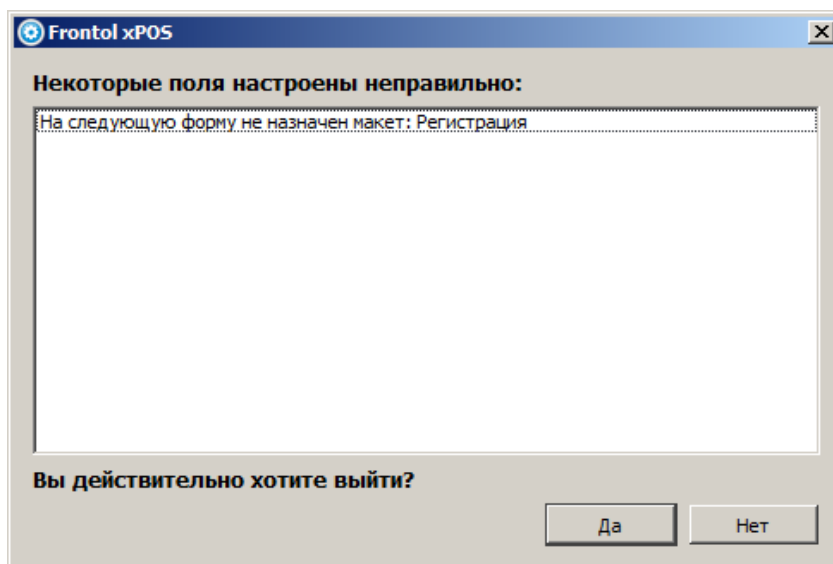 Frontol xPOS
Некоторые поля настроены неправильно:
На следующую форму не назначен макет: Регистрация
Вы действительно хотите выйти?
Да
Нет